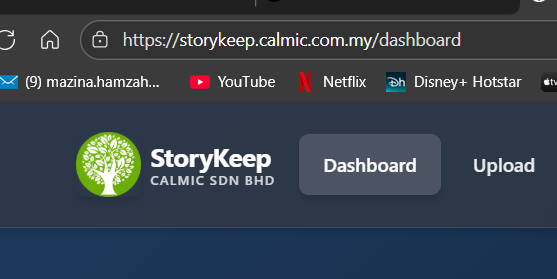 https://storykeep.calmic.com.my/dashboard
(9) mazina.hamzah... YouTube Netflix Disney+ Hotstar tv
StoryKeep
CALMIC SDN BHD
Dashboard Upload